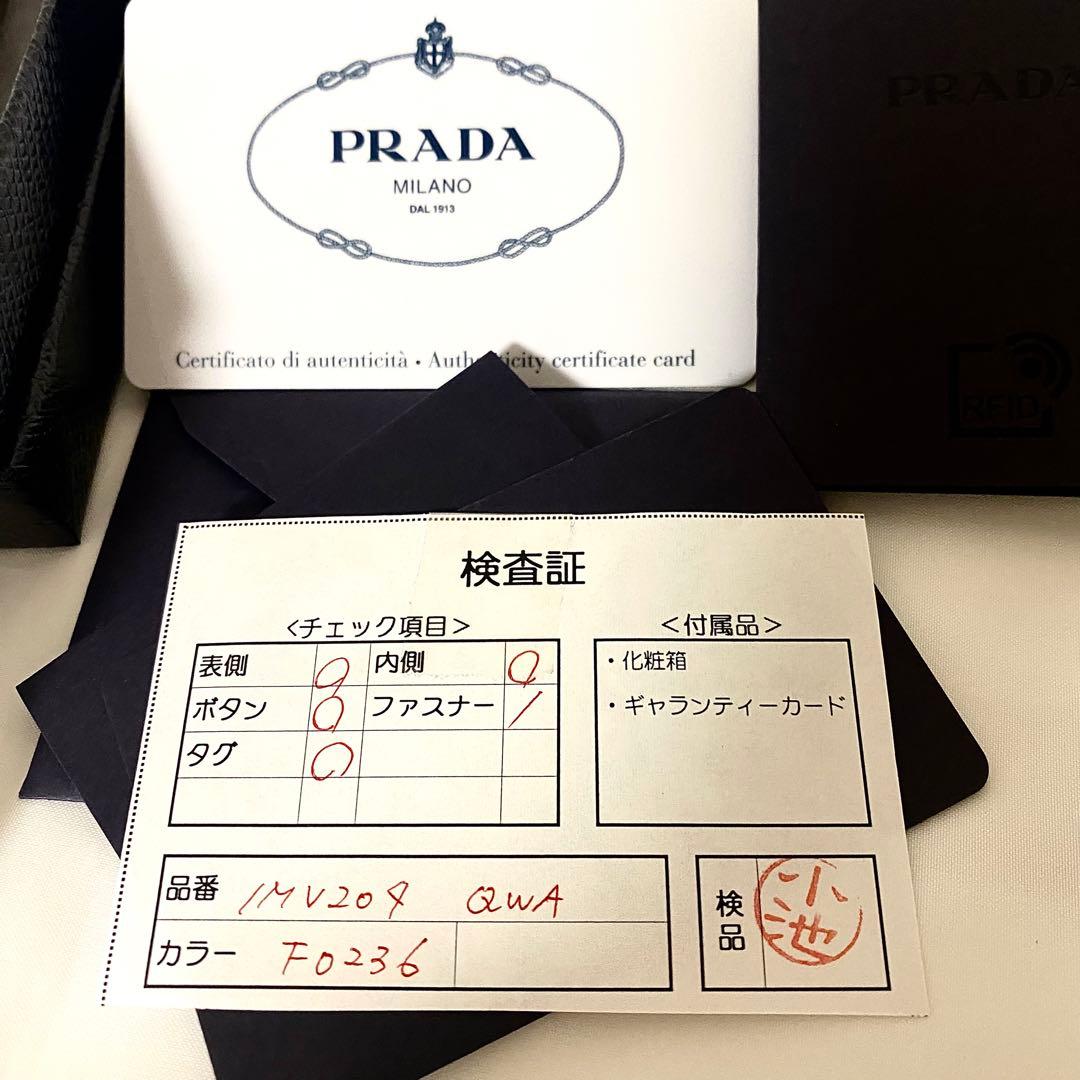 PRADA
MILANO
DAL 1913
Certificato di autenticità • Authenticity certificate card
PRADA
RFID
検査証
<チェック項目>
表側 ○ 内側 ○
ボタン ○ ファスナー /
タグ ○
<付属品>
・化粧箱
・ギャランティーカード
品番 1MV204 QWA
カラー F0236
検品 小池